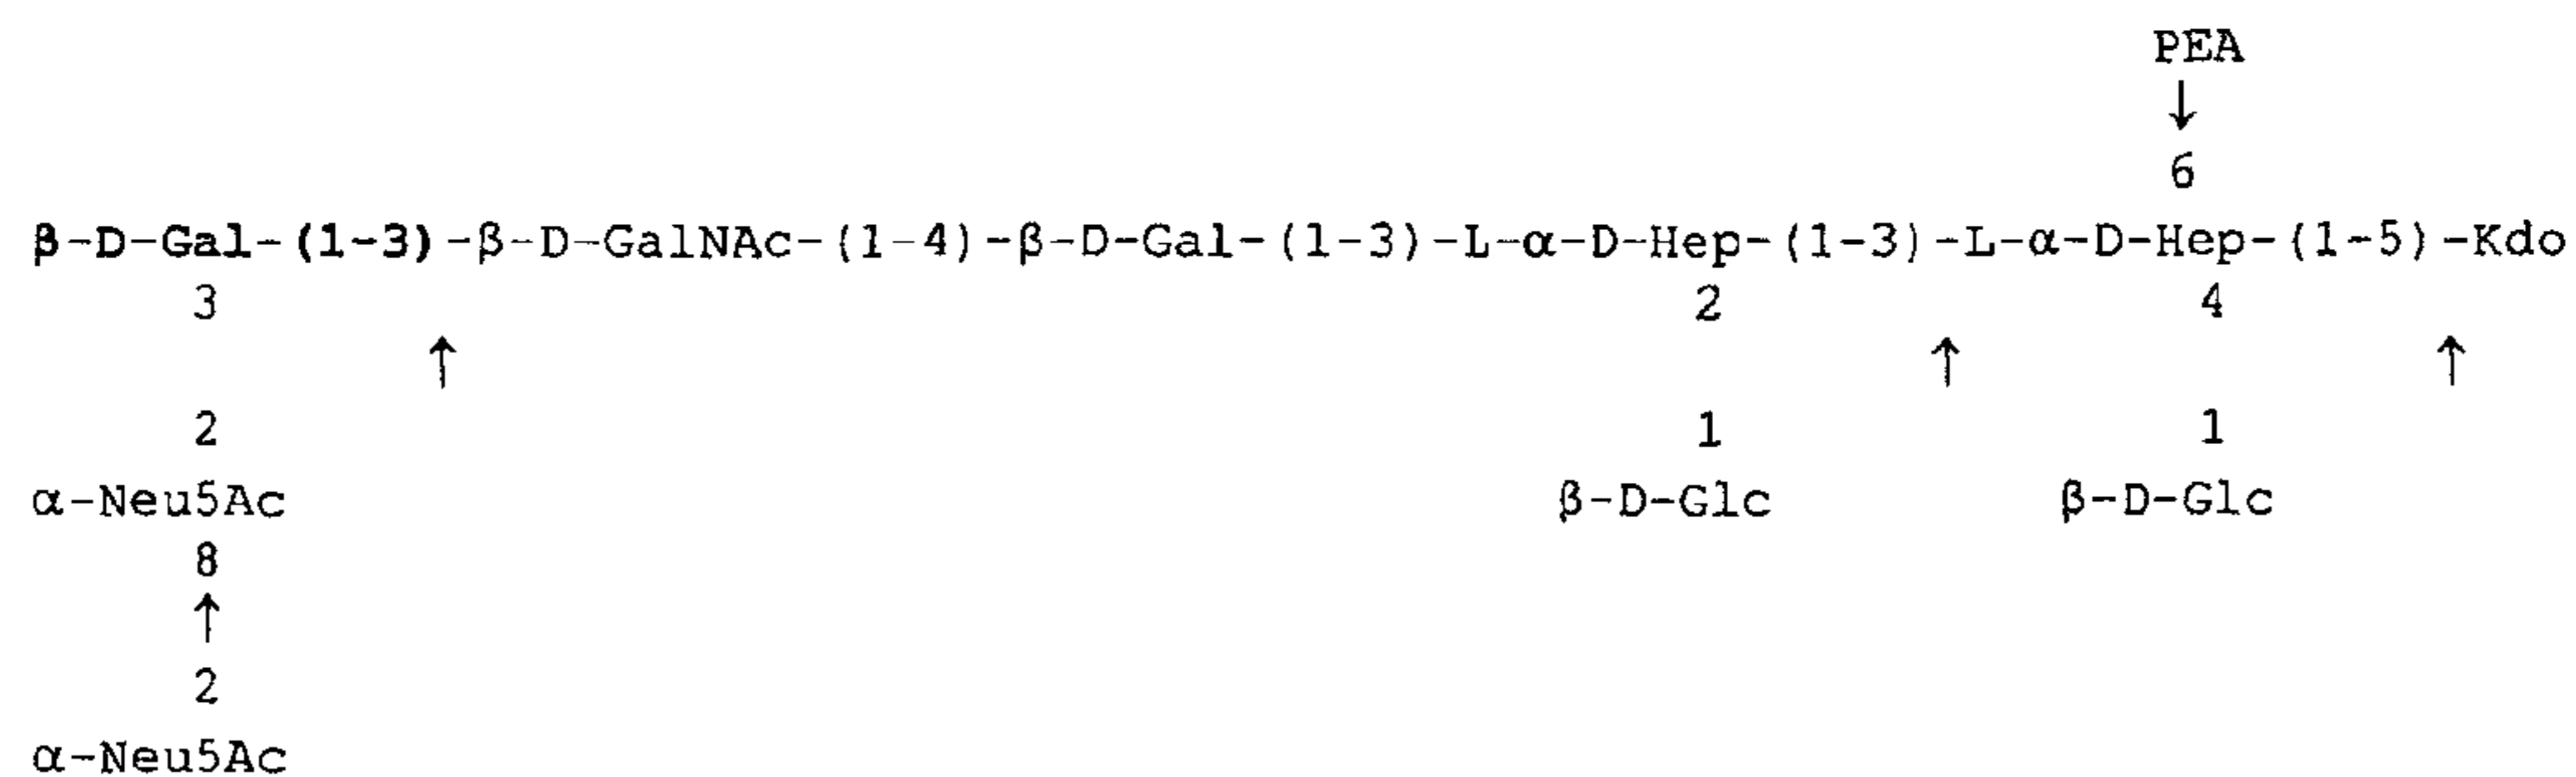 PEA
↓
6
β-D-Gal-(1-3)-β-D-GalNAc-(1-4)-β-D-Gal-(1-3)-L-α-D-Hep-(1-3)-L-α-D-Hep-(1-5)-Kdo
3 2 4
↑ ↑ ↑
2 1 1
α-Neu5Ac β-D-Glc β-D-Glc
8
↑
2
α-Neu5Ac